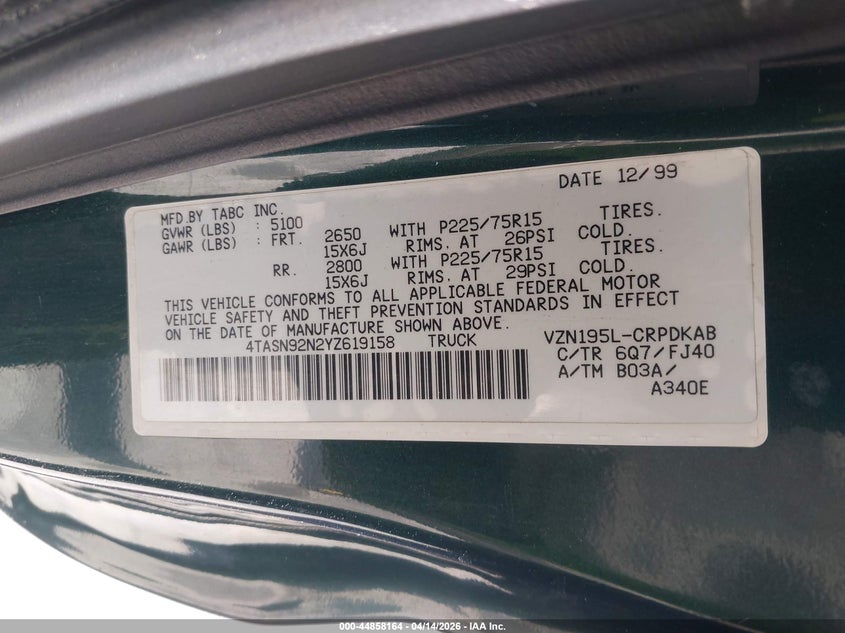 DATE 12/99
MFD.BY TABC INC.
GVWR (LBS) : 5100
GAWR (LBS) : FRT. 2650 WITH P225/75R15 TIRES.
15X6J RIMS. AT 26PSI COLD.
RR. 2800 WITH P225/75R15 TIRES.
15X6J RIMS. AT 29PSI COLD.
THIS VEHICLE CONFORMS TO ALL APPLICABLE FEDERAL MOTOR
VEHICLE SAFETY AND THEFT PREVENTION STANDARDS IN EFFECT
ON THE DATE OF MANUFACTURE SHOWN ABOVE.
4TASN92N2YZ619158 TRUCK VZN195L-CRPDKAB
C/TR 6Q7/FJ40
A/TM B03A/
A340E
000-44858164 - 04/14/2026 - IAA, Inc.